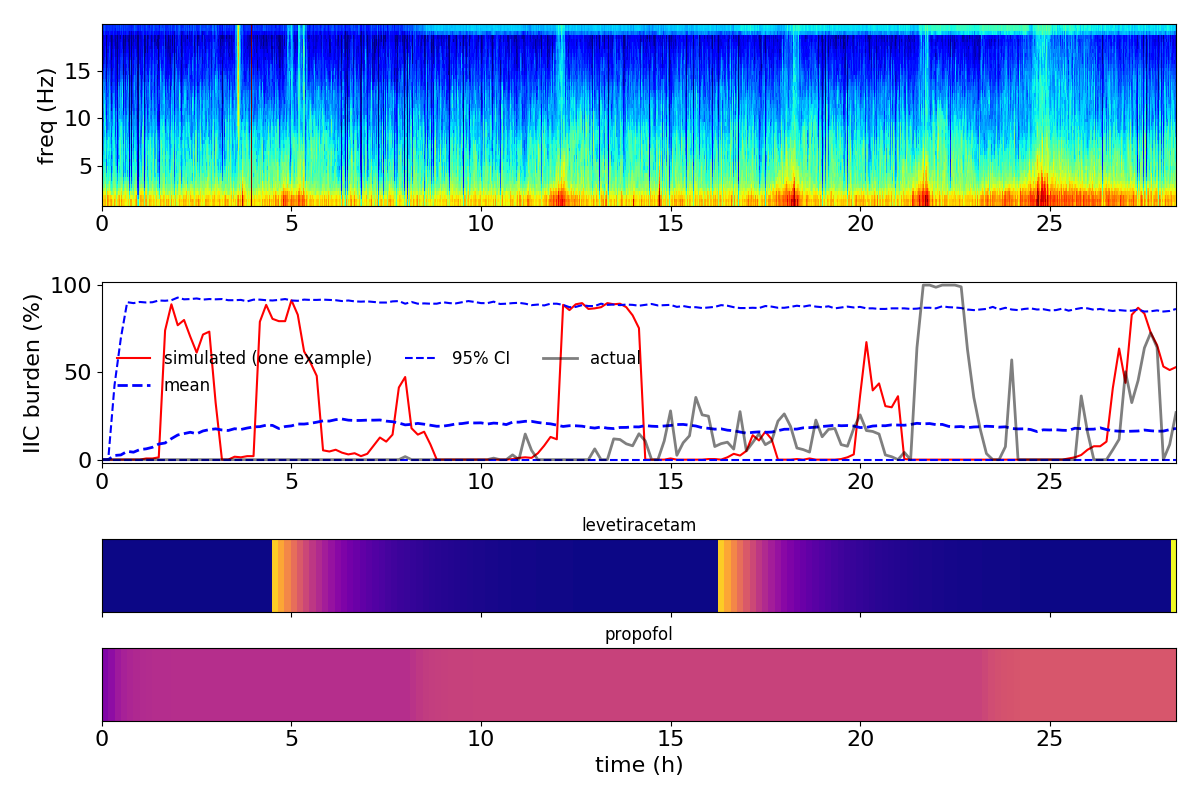 freq (Hz)
15
10
5
0 5 10 15 20 25
IIC burden (%)
100
50
0
simulated (one example) 95% CI actual
mean
0 5 10 15 20 25
levetiracetam
propofol
0 5 10 15 20 25
time (h)